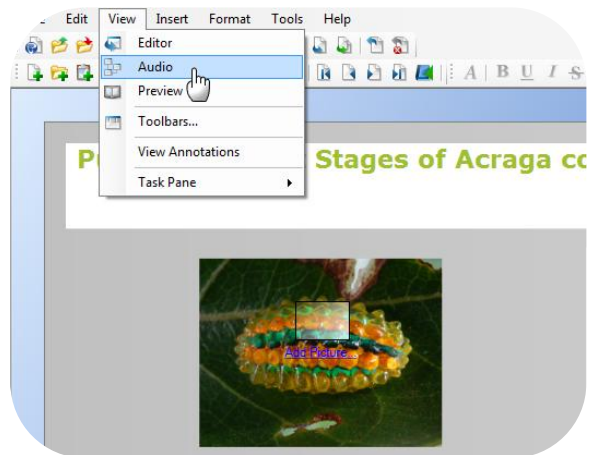 Edit View Insert Format Tools Help
Editor
Audio
Preview
A B U I S
Toolbars...
View Annotations
Task Pane
Stages of Acraga
Add Picture...